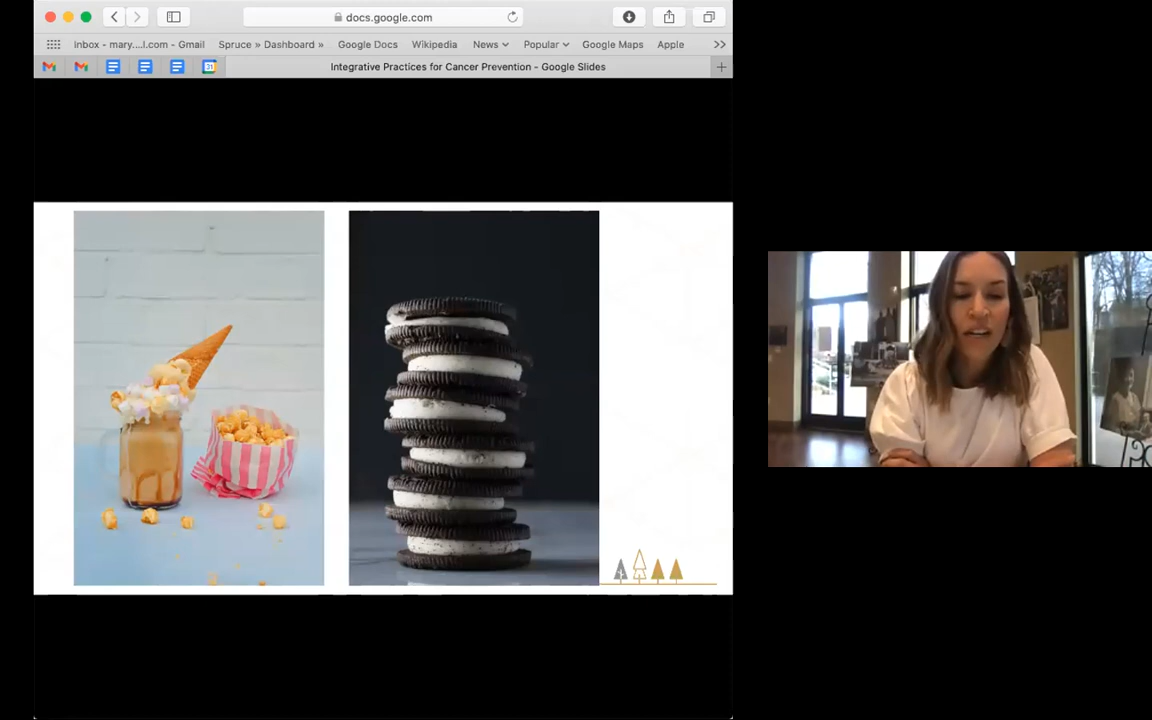 docs.google.com
Inbox - mary....l.com - Gmail Spruce » Dashboard » Google Docs Wikipedia News Popular Google Maps Apple
31 Integrative Practices for Cancer Prevention - Google Slides